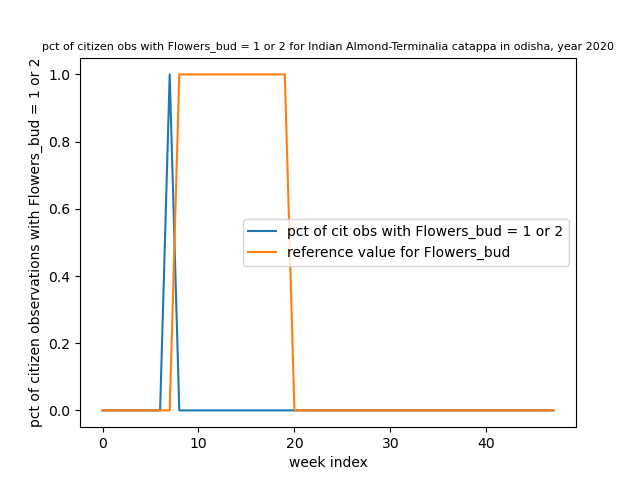 pct of citizen obs with Flowers_bud = 1 or 2 for Indian Almond-Terminalia catappa in odisha, year 2020
pct of citizen observations with Flowers_bud = 1 or 2
1.0
0.8
0.6
0.4
0.2
0.0
pct of cit obs with Flowers_bud = 1 or 2
reference value for Flowers_bud
0 10 20 30 40
week index